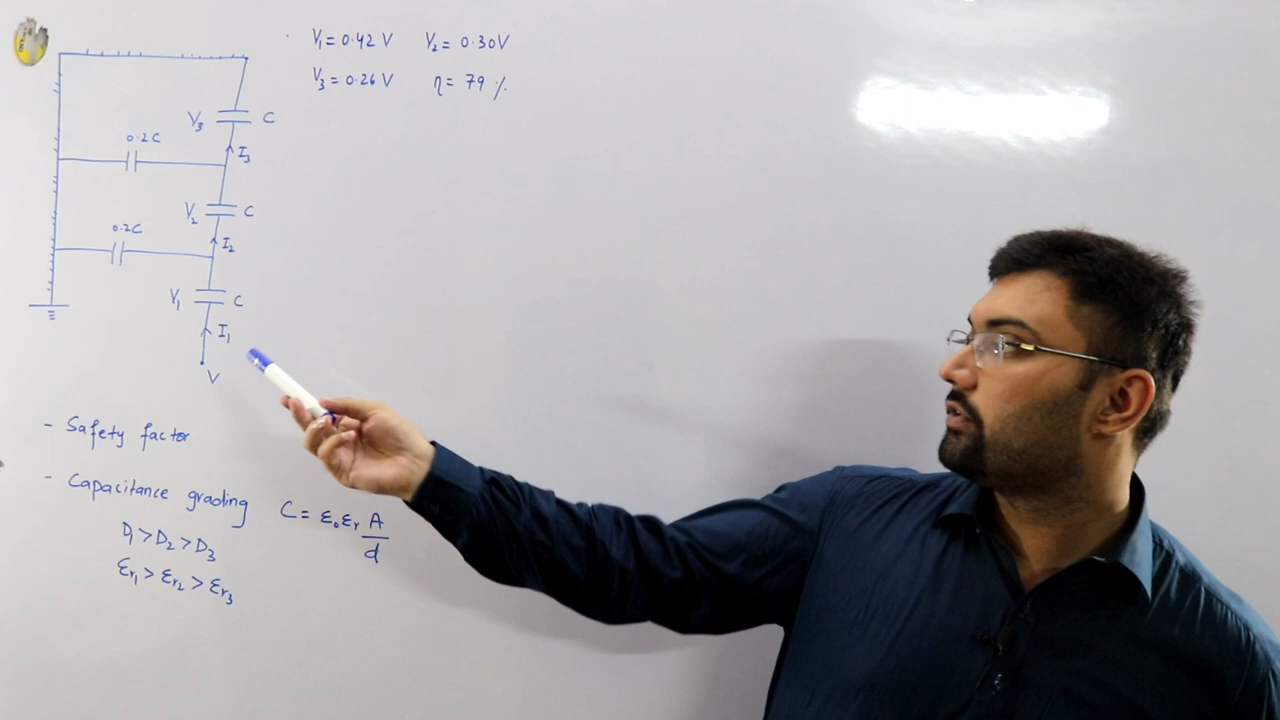 V₁ = 0.42 V V₂ = 0.30V
V₃ = 0.26 V η = 79 %
V₃ C
0.2C
I₃
V₂ C
0.2C
I₂
V₁ C
I₁
V
- Safety factor
- Capacitance grading C = ε₀εᵣ A/d
D₁ > D₂ > D₃
εr₁ > εr₂ > εr₃